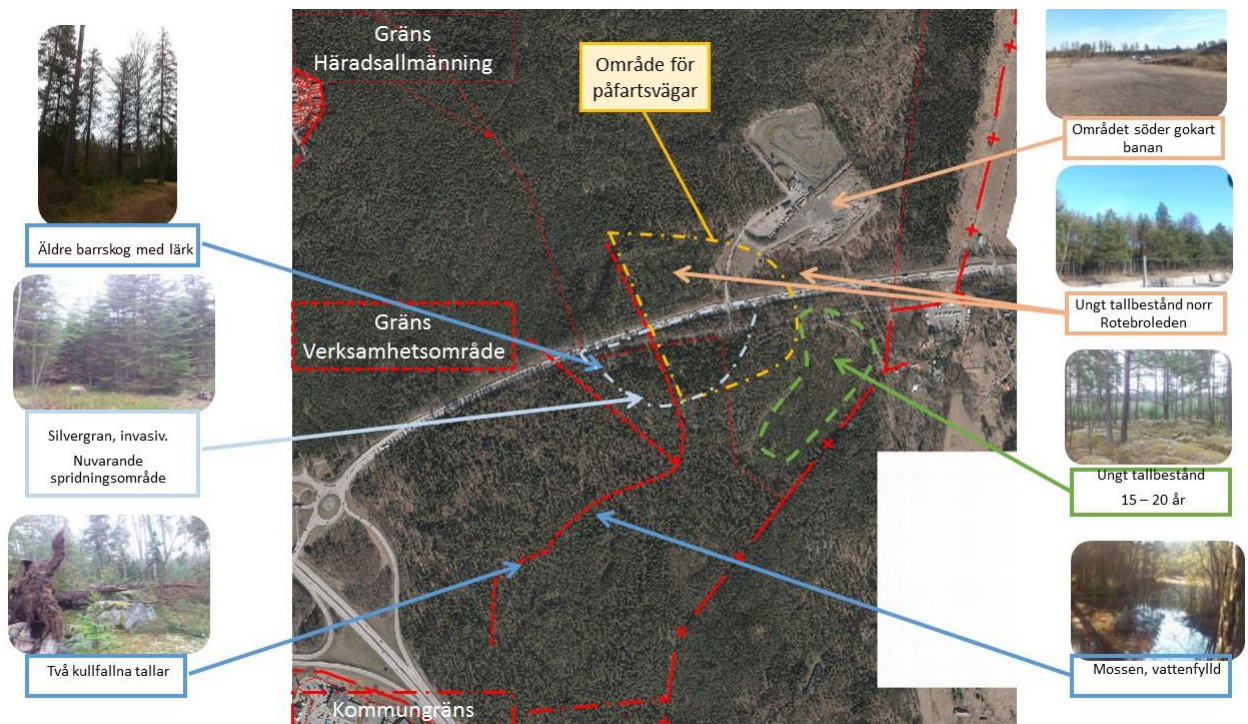 Gräns
Häradsallmänning
Område för
påfartsvägar
Området söder gokart
banan
Äldre barrskog med lärk
Gräns
Verksamhetsområde
Ungt tallbestånd norr
Rotebroleden
Silvergran, invasiv.
Nuvarande
spridningsområde
Ungt tallbestånd
15 – 20 år
Två kullfallna tallar
Mossen, vattenfylld
Kommungräns